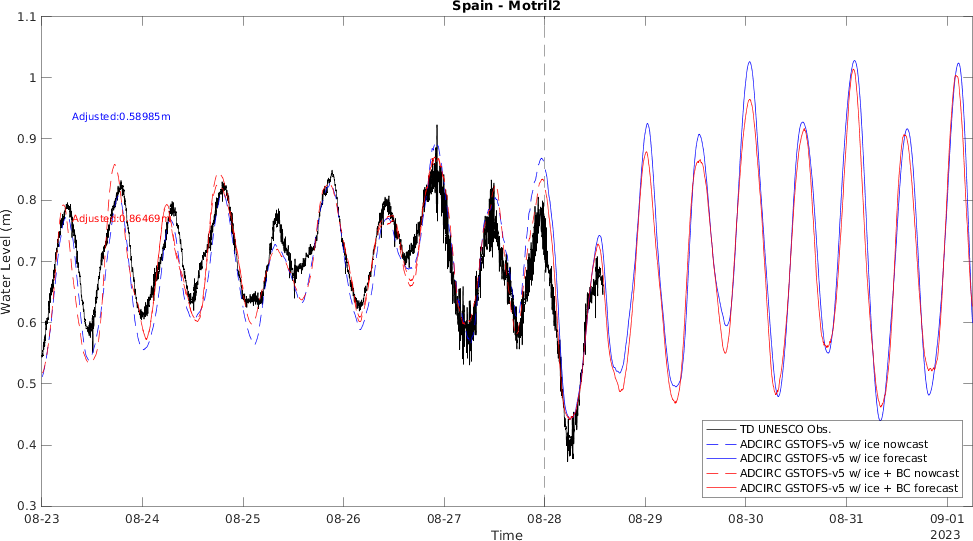 Spain - Motril2
1.1
1
0.9
0.8
0.7
0.6
0.5
0.4
0.3
Water Level (m)
Adjusted:0.58985m
Adjusted:0.86469m
TD UNESCO Obs.
ADCIRC GSTOFS-v5 w/ ice nowcast
ADCIRC GSTOFS-v5 w/ ice forecast
ADCIRC GSTOFS-v5 w/ ice + BC nowcast
ADCIRC GSTOFS-v5 w/ ice + BC forecast
08-23 08-24 08-25 08-26 08-27 08-28 08-29 08-30 08-31 09-01
2023
Time